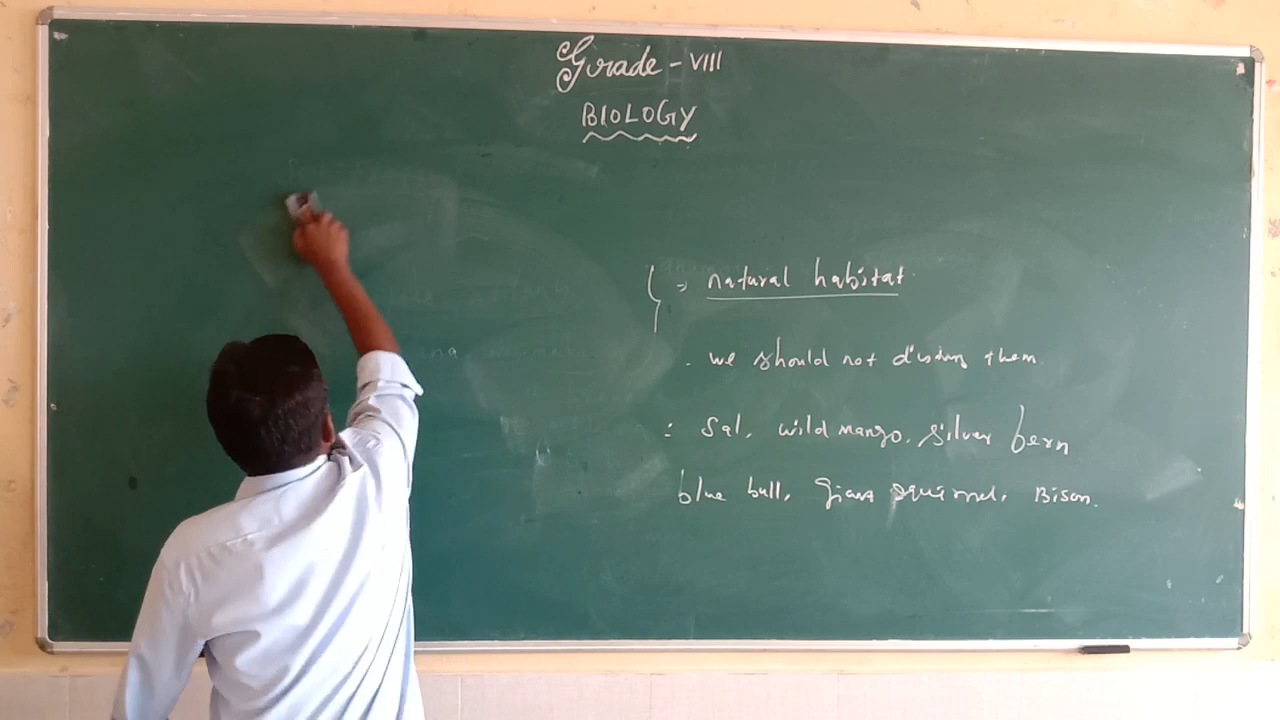 Grade - VIII
BIOLOGY
natural habitat
we should not them
Sal, wild mango, silver fern
blue bull, Giant squirrel, Bison.